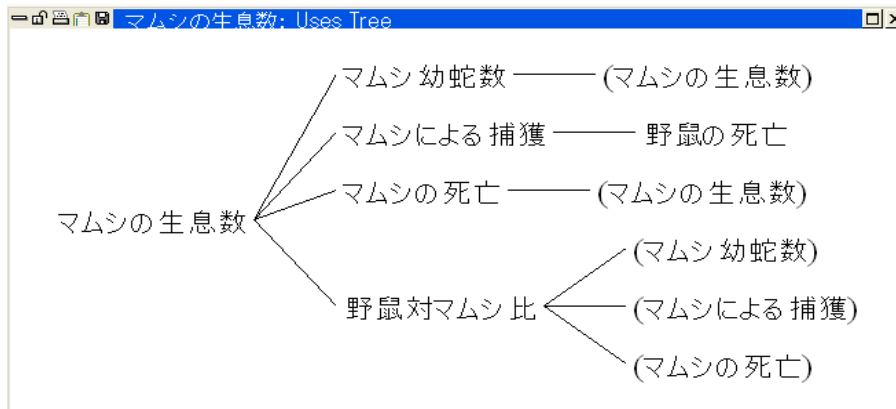 マムシの生息数: Uses Tree
マムシ幼蛇数 (マムシの生息数)
マムシによる捕獲 野鼠の死亡
マムシの死亡 (マムシの生息数)
マムシの生息数
(マムシ幼蛇数)
野鼠対マムシ比 (マムシによる捕獲)
(マムシの死亡)